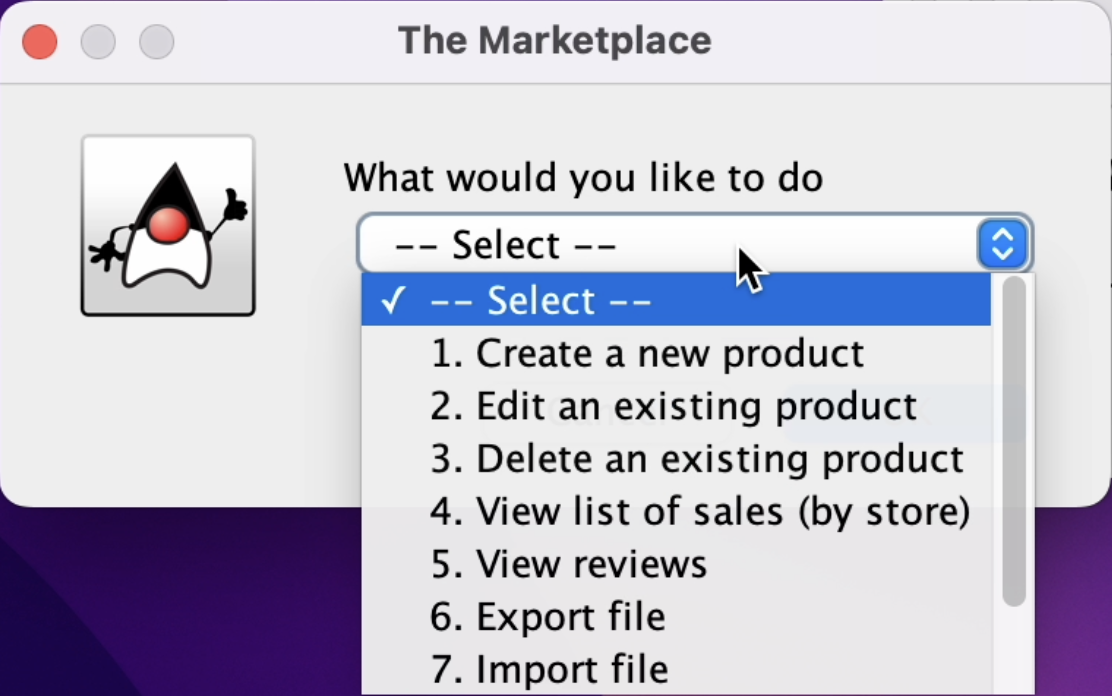 The Marketplace
What would you like to do
-- Select --
✓ -- Select --
1. Create a new product
2. Edit an existing product
3. Delete an existing product
4. View list of sales (by store)
5. View reviews
6. Export file
7. Import file